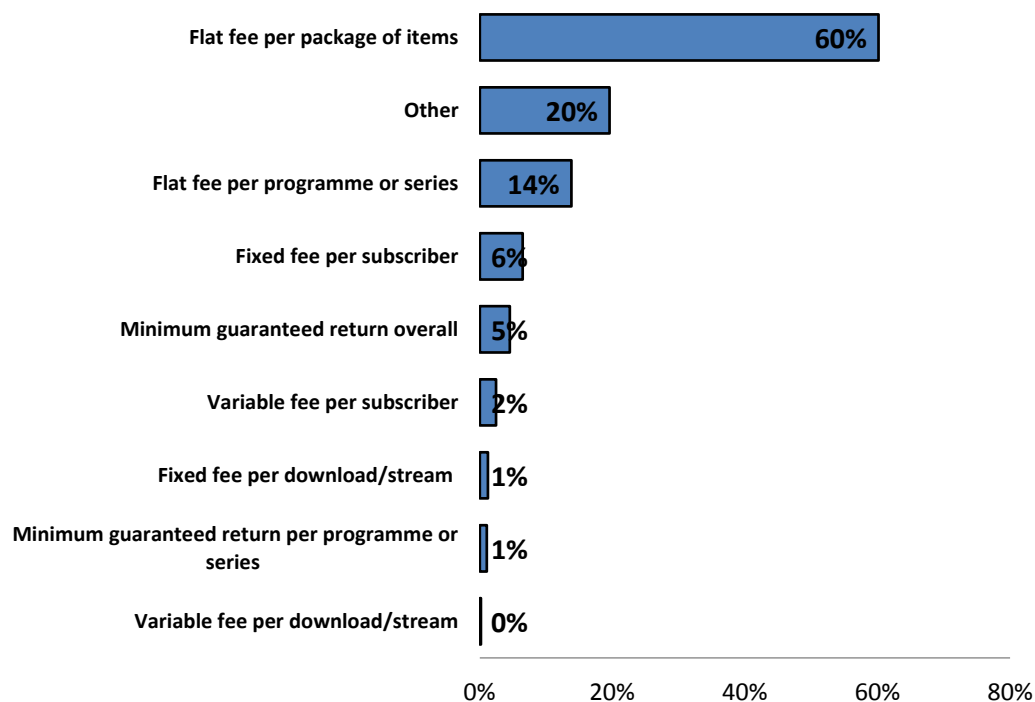 Flat fee per package of items
60%
Other
20%
Flat fee per programme or series
14%
Fixed fee per subscriber
6%
Minimum guaranteed return overall
5%
Variable fee per subscriber
2%
Fixed fee per download/stream
1%
Minimum guaranteed return per programme or
series
1%
Variable fee per download/stream
0%
0% 20% 40% 60% 80%